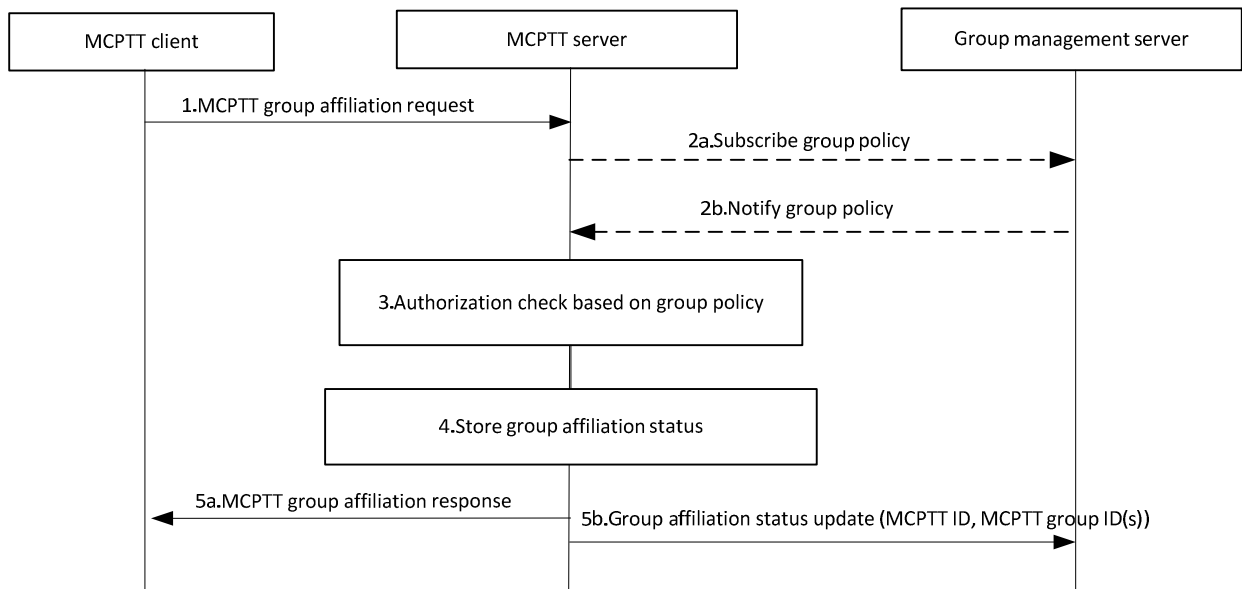 MCPTT client
MCPTT server
Group management server
1.MCPTT group affiliation request
2a.Subscribe group policy
2b.Notify group policy
3.Authorization check based on group policy
4.Store group affiliation status
5a.MCPTT group affiliation response
5b.Group affiliation status update (MCPTT ID, MCPTT group ID(s))